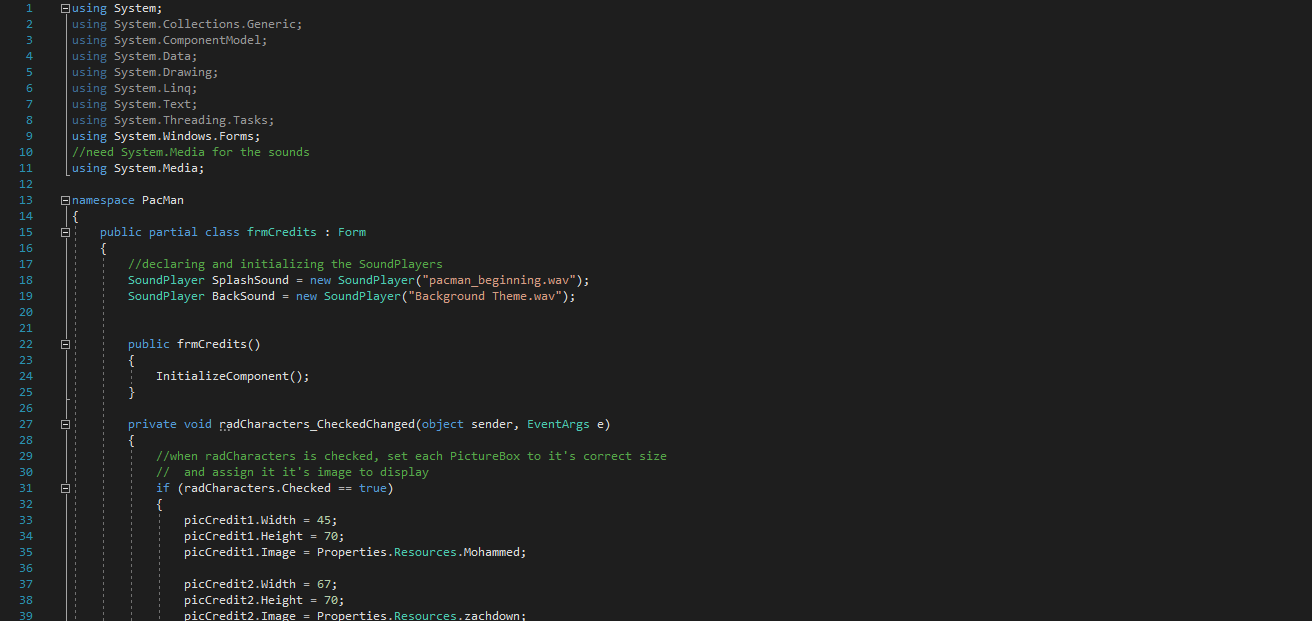 1 using System;
2 using System.Collections.Generic;
3 using System.ComponentModel;
4 using System.Data;
5 using System.Drawing;
6 using System.Linq;
7 using System.Text;
8 using System.Threading.Tasks;
9 using System.Windows.Forms;
10 //need System.Media for the sounds
11 using System.Media;
12
13 namespace PacMan
14 {
15 public partial class frmCredits : Form
16 {
17 //declaring and initializing the SoundPlayers
18 SoundPlayer SplashSound = new SoundPlayer("pacman_beginning.wav");
19 SoundPlayer BackSound = new SoundPlayer("Background Theme.wav");
20
21
22 public frmCredits()
23 {
24 InitializeComponent();
25 }
26
27 private void radCharacters_CheckedChanged(object sender, EventArgs e)
28 {
29 //when radCharacters is checked, set each PictureBox to it's correct size
30 //  and assign it it's image to display
31 if (radCharacters.Checked == true)
32 {
33 picCredit1.Width = 45;
34 picCredit1.Height = 70;
35 picCredit1.Image = Properties.Resources.Mohammed;
36
37 picCredit2.Width = 67;
38 picCredit2.Height = 70;
39 picCredit2.Image = Properties.Resources.zachdown;